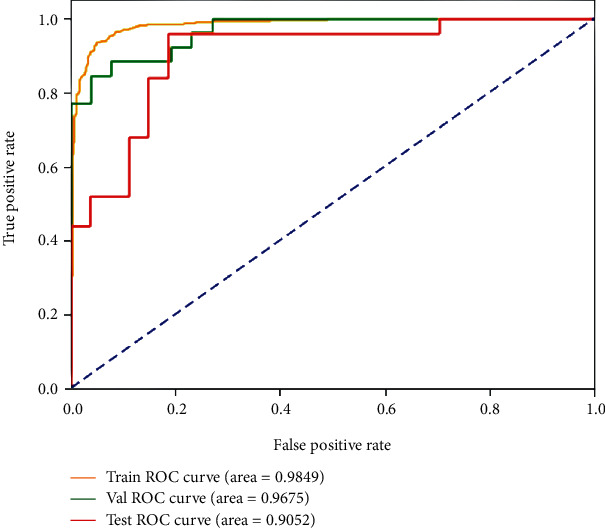 1.0
0.8
0.6
0.4
0.2
0.0
True positive rate
0.0 0.2 0.4 0.6 0.8 1.0
False positive rate
Train ROC curve (area = 0.9849)
Val ROC curve (area = 0.9675)
Test ROC curve (area = 0.9052)